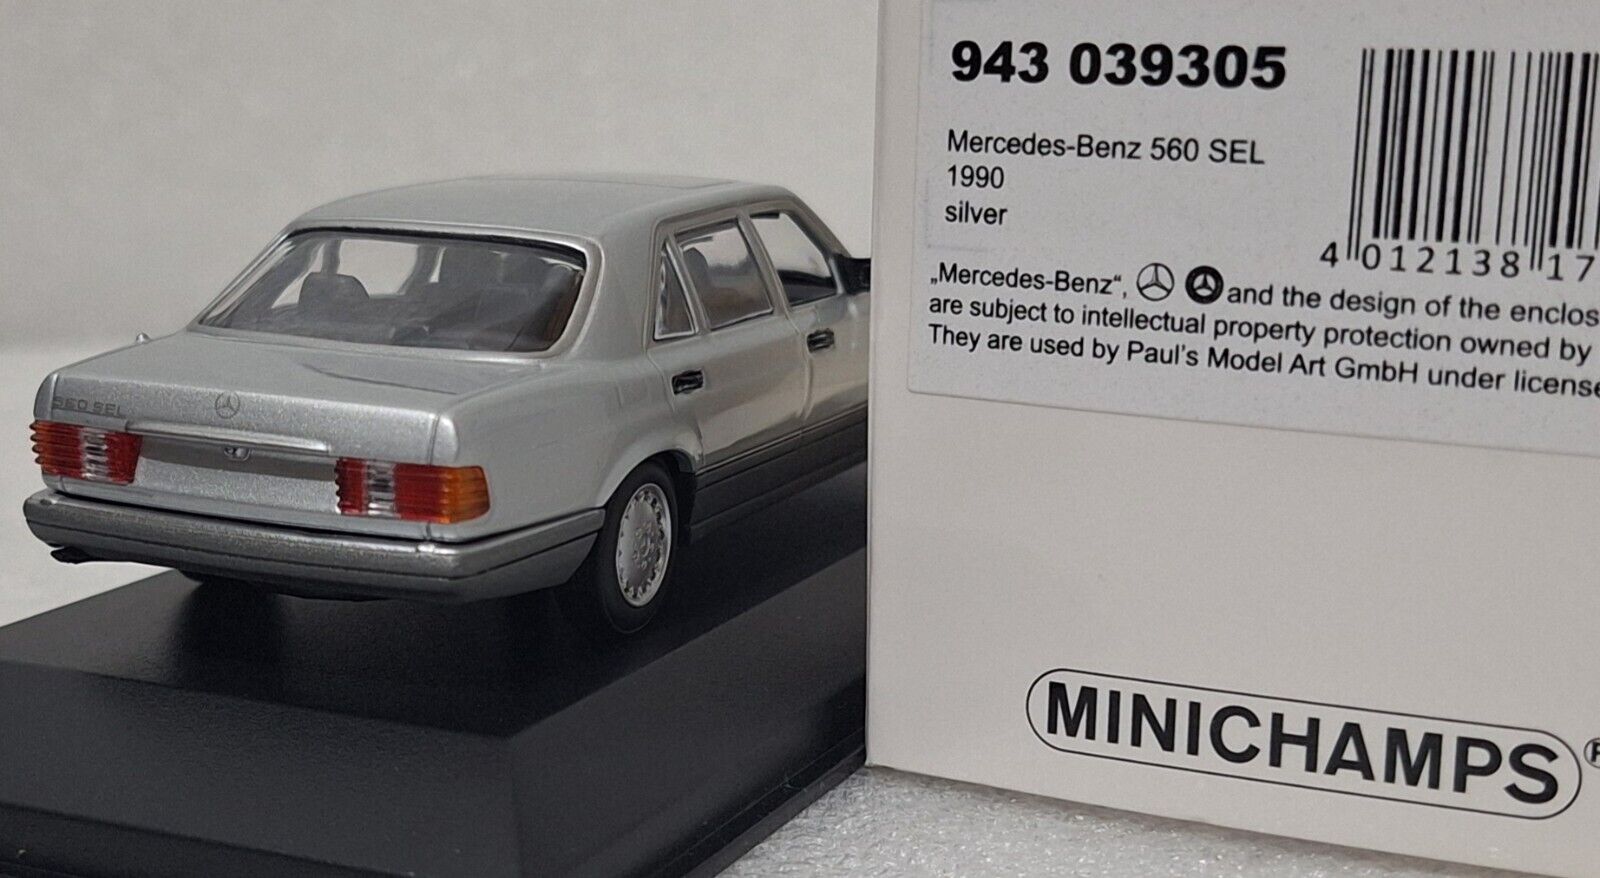 943 039305
Mercedes-Benz 560 SEL
1990
silver
4 012138 17
„Mercedes-Benz“, and the design of the enclos
are subject to intellectual property protection owned by
They are used by Paul's Model Art GmbH under license
560 SEL
MINICHAMPS®